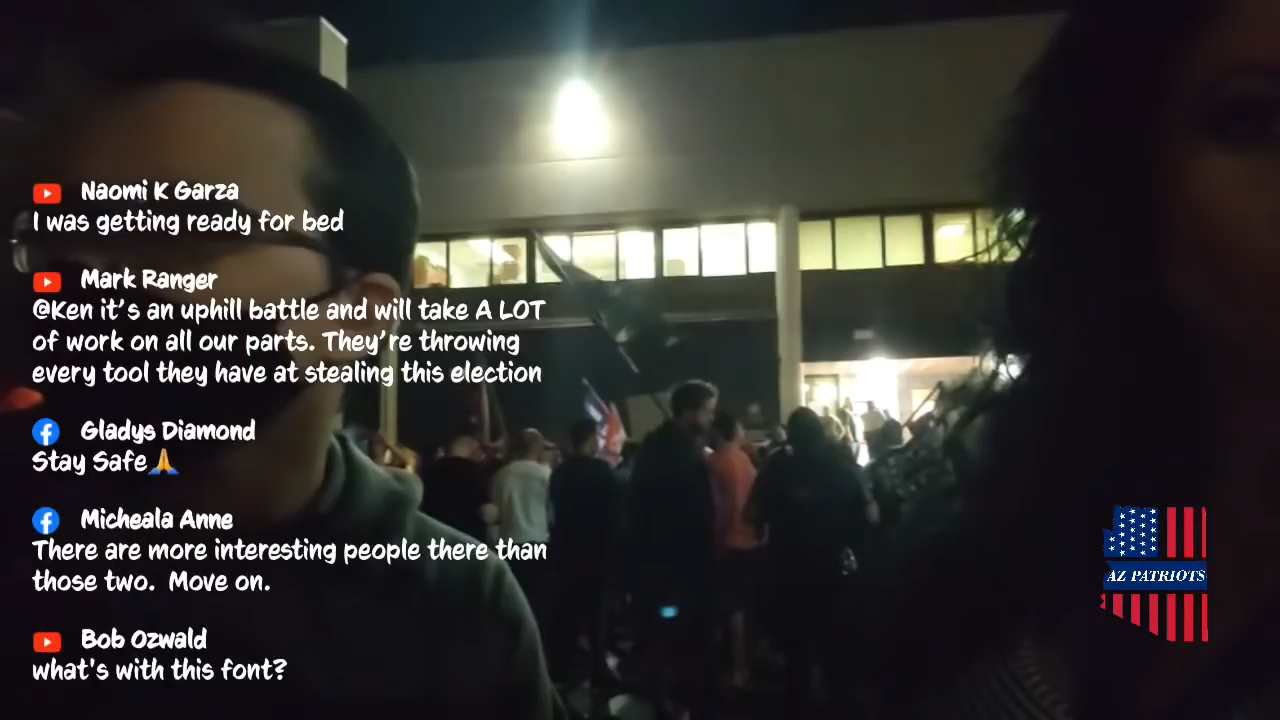 Naomi K Garza
I was getting ready for bed
Mark Ranger
@Ken it's an uphill battle and will take A LOT
of work on all our parts. They're throwing
every tool they have at stealing this election
Gladys Diamond
Stay Safe🙏
Micheala Anne
There are more interesting people there than
those two.  Move on.
Bob Ozwald
what's with this font?
AZ PATRIOTS